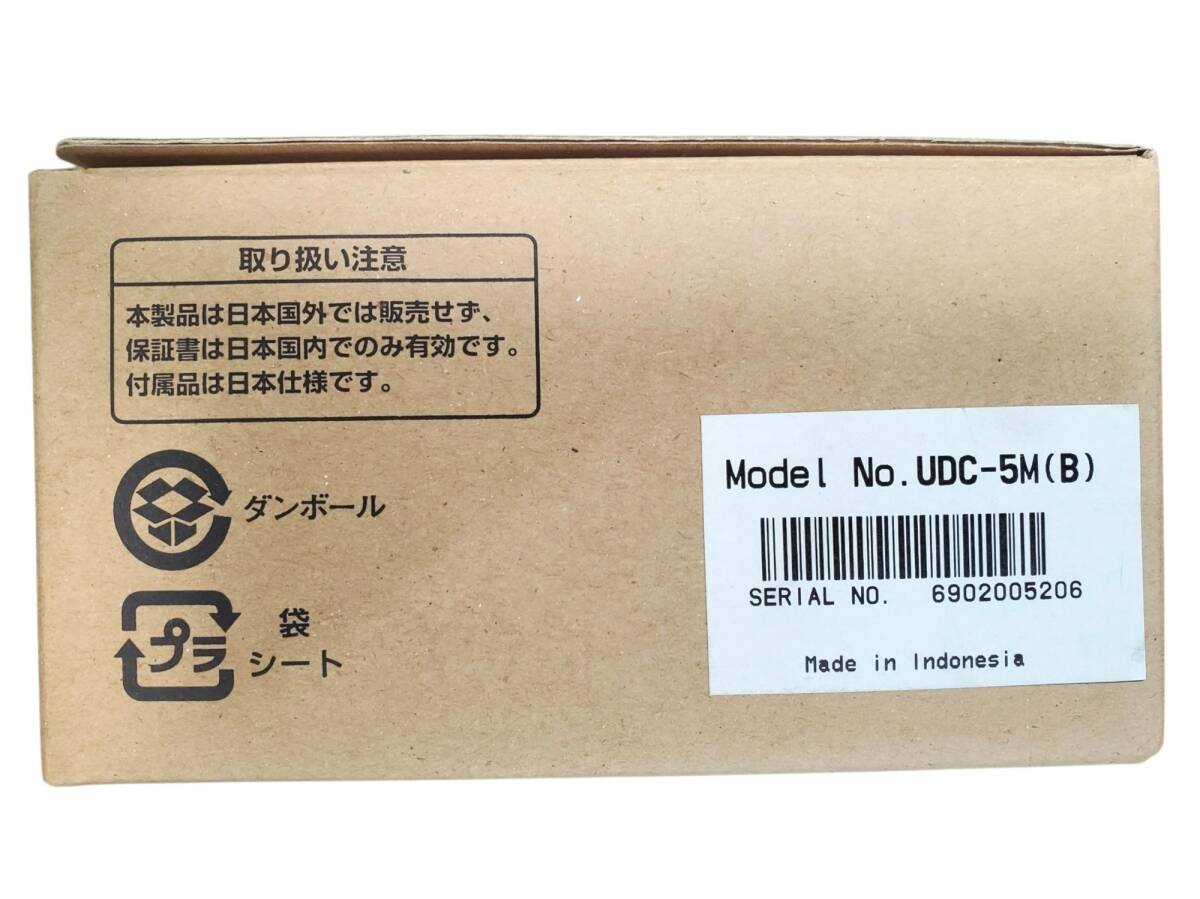 取り扱い注意
本製品は日本国外では販売せず、
保証書は日本国内でのみ有効です。
付属品は日本仕様です。
ダンボール
プラ
袋
シート
Model No.UDC-5M(B)
SERIAL NO. 6902005206
Made in Indonesia